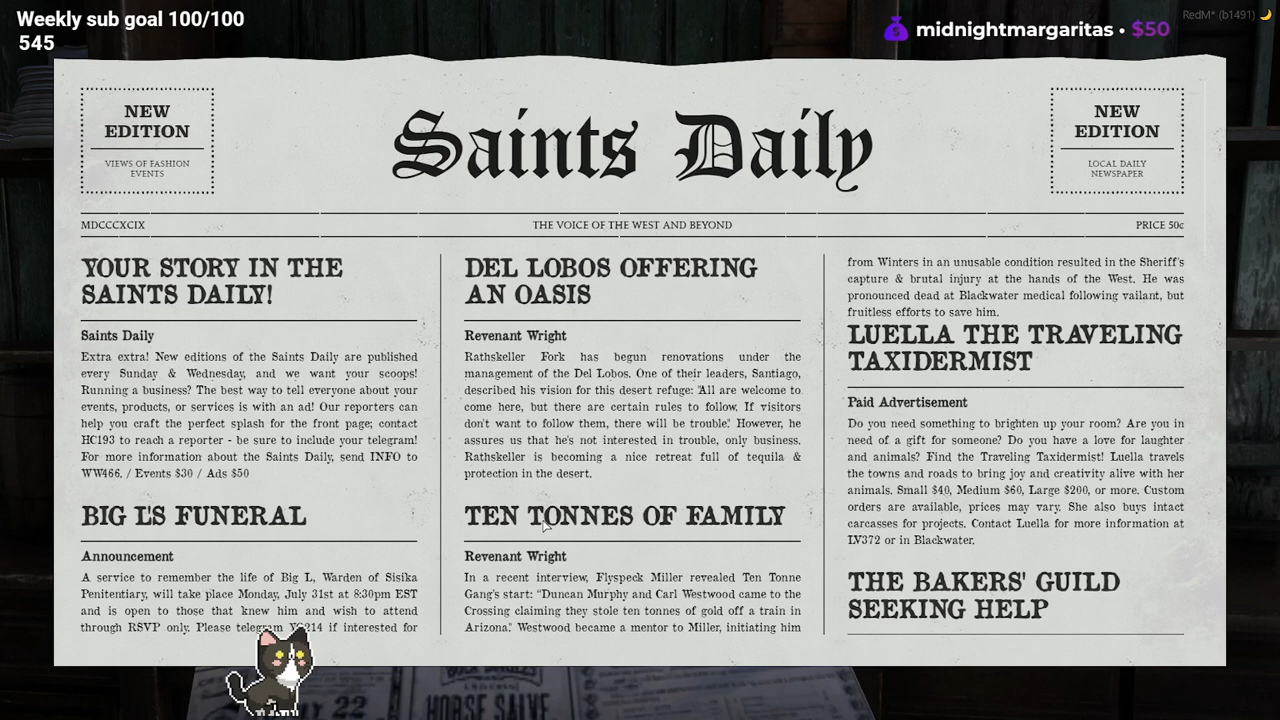 Weekly sub goal 100/100
545
midnightmargaritas • $50
RedM* (b1491)
NEW
EDITION
VIEWS OF FASHION
EVENTS
Saints Daily
NEW
EDITION
LOCAL DAILY
NEWSPAPER
MDCCCXCIX
THE VOICE OF THE WEST AND BEYOND
PRICE 50¢
YOUR STORY IN THE
SAINTS DAILY!
Saints Daily
Extra extra! New editions of the Saints Daily are published
every Sunday & Wednesday, and we want your scoops!
Running a business? The best way to tell everyone about your
events, products, or services is with an ad! Our reporters can
help you craft the perfect splash for the front page; contact
HC193 to reach a reporter - be sure to include your telegram!
For more information about the Saints Daily, send INFO to
WW466. / Events $30 / Ads $50
BIG L'S FUNERAL
Announcement
A service to remember the life of Big L, Warden of Sisika
Penitentiary, will take place Monday, July 31st at 8:30pm EST
and is open to those that knew him and wish to attend
through RSVP only. Please telegram if interested for
DEL LOBOS OFFERING
AN OASIS
Revenant Wright
Rathskeller Fork has begun renovations under the
management of the Del Lobos. One of their leaders, Santiago,
described his vision for this desert refuge: "All are welcome to
come here, but there are certain rules to follow. If visitors
don't want to follow them, there will be trouble." However, he
assures us that he's not interested in trouble, only business.
Rathskeller is becoming a nice retreat full of tequila &
protection in the desert.
TEN TONNES OF FAMILY
Revenant Wright
In a recent interview, Flyspeck Miller revealed Ten Tonne
Gang's start: "Duncan Murphy and Carl Westwood came to the
Crossing claiming they stole ten tonnes of gold off a train in
Arizona." Westwood became a mentor to Miller, initiating him
from Winters in an unusable condition resulted in the Sheriff's
capture & brutal injury at the hands of the West. He was
pronounced dead at Blackwater medical following vailant, but
fruitless efforts to save him.
LUELLA THE TRAVELING
TAXIDERMIST
Paid Advertisement
Do you need something to brighten up your room? Are you in
need of a gift for someone? Do you have a love for laughter
and animals? Find the Traveling Taxidermist! Luella travels
the towns and roads to bring joy and creativity alive with her
animals. Small $40, Medium $60, Large $200, or more. Custom
orders are available, prices may vary. She also buys intact
carcasses for projects. Contact Luella for more information at
LV372 or in Blackwater.
THE BAKERS' GUILD
SEEKING HELP
22
HORSE SALVE